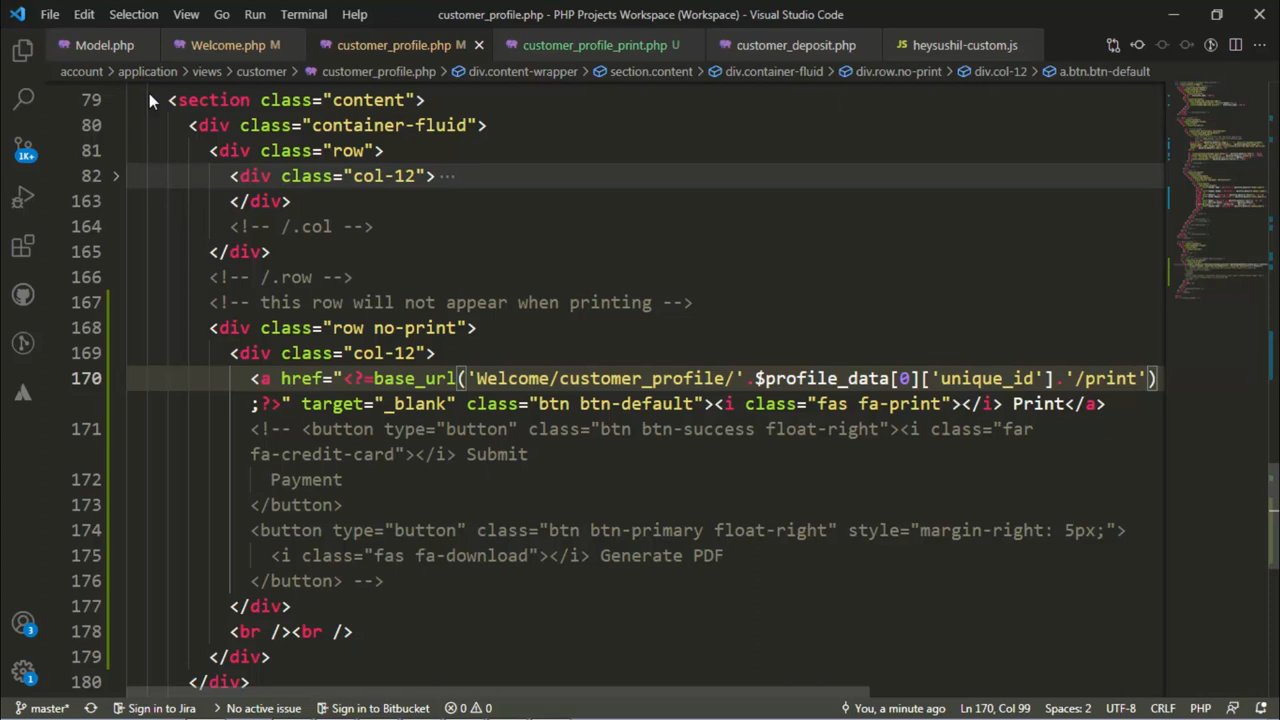 File Edit Selection View Go Run Terminal Help customer_profile.php - PHP Projects Workspace (Workspace) - Visual Studio Code
Model.php Welcome.php M customer_profile.php M customer_profile_print.php U customer_deposit.php heysushil-custom.js
account > application > views > customer > customer_profile.php > div.content-wrapper > section.content > div.container-fluid > div.row.no-print > div.col-12 > a.btn.btn-default
79 <section class="content">
80 <div class="container-fluid">
81 <div class="row">
82 <div class="col-12"> ...
163 </div>
164 <!-- /.col -->
165 </div>
166 <!-- /.row -->
167 <!-- this row will not appear when printing -->
168 <div class="row no-print">
169 <div class="col-12">
170 <a href="<?=base_url('Welcome/customer_profile/'.$profile_data[0]['unique_id'].'/print')
;?>" target="_blank" class="btn btn-default"><i class="fas fa-print"></i> Print</a>
171 <!-- <button type="button" class="btn btn-success float-right"><i class="far
fa-credit-card"></i> Submit
172 Payment
173 </button>
174 <button type="button" class="btn btn-primary float-right" style="margin-right: 5px;">
175 <i class="fas fa-download"></i> Generate PDF
176 </button> -->
177 </div>
178 <br /><br />
179 </div>
180 </div>
1K+
3
1
master* Sign in to Jira No active issue Sign in to Bitbucket 0 0 You, a minute ago Ln 170, Col 99 Spaces: 2 UTF-8 CRLF PHP